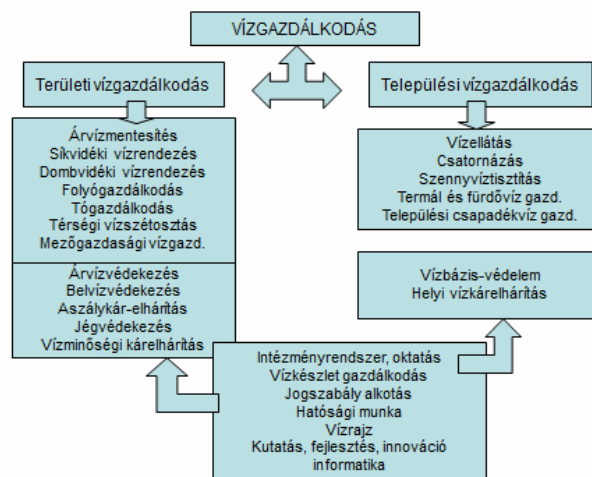 VÍZGAZDÁLKODÁS
Területi vízgazdálkodás
Települési vízgazdálkodás
Árvízmentesítés
Síkvidéki vízrendezés
Dombvidéki vízrendezés
Folyógazdálkodás
Tógazdálkodás
Térségi vízszétosztás
Mezőgazdasági vízgazd.
Árvízvédekezés
Belvízvédekezés
Aszálykár-elhárítás
Jégvédekezés
Vízminőségi kárelhárítás
Vízellátás
Csatornázás
Szennyvíztisztítás
Termál és fürdővíz gazd.
Települési csapadékvíz gazd.
Vízbázis-védelem
Helyi vízkárelhárítás
Intézményrendszer, oktatás
Vízkészlet gazdálkodás
Jogszabály alkotás
Hatósági munka
Vízrajz
Kutatás, fejlesztés, innováció
informatika